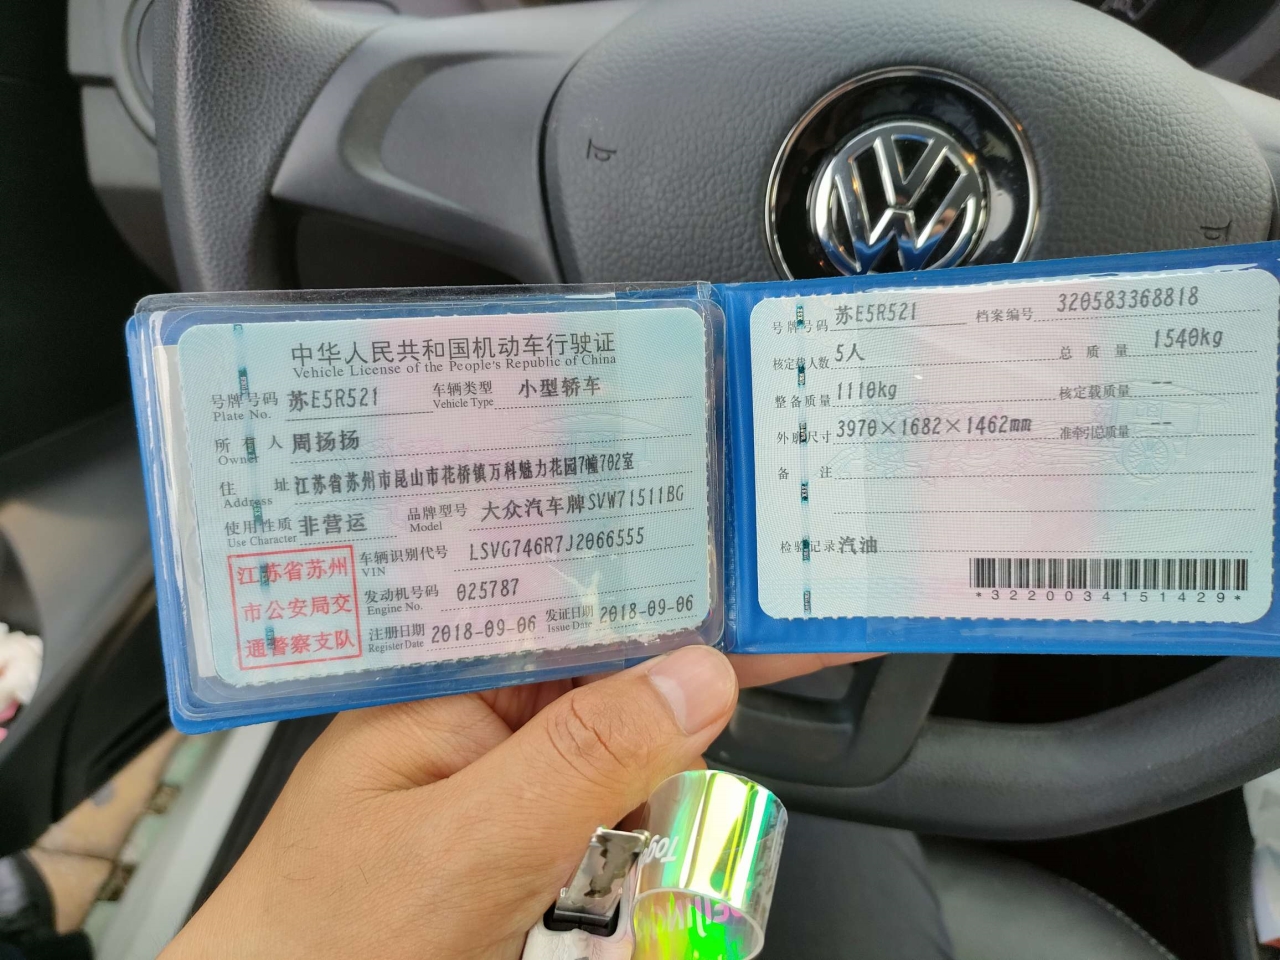 中华人民共和国机动车行驶证
Vehicle License of the People's Republic of China
号牌号码 苏E5R521 车辆类型 小型轿车
Plate No. Vehicle Type
所有人 周扬扬
Owner
住址 江苏省苏州市昆山市花桥镇万科魅力花园7幢702室
Address
使用性质 非营运 品牌型号 大众汽车牌SVW71511BG
Use Character Model
江苏省苏州
市公安局交
通警察支队
车辆识别代号 LSVG746R7J2066555
VIN
发动机号码 025787
Engine No.
注册日期 2018-09-06 发证日期 2018-09-06
Register Date Issue Date
号牌号码 苏E5R521 档案编号 320583368818
核定载人数 5人 总质量 1540kg
整备质量 1110kg 核定载质量 --
外廓尺寸 3970×1682×1462mm 准牵引总质量 --
备注
检验记录 汽油
*3220034151429*